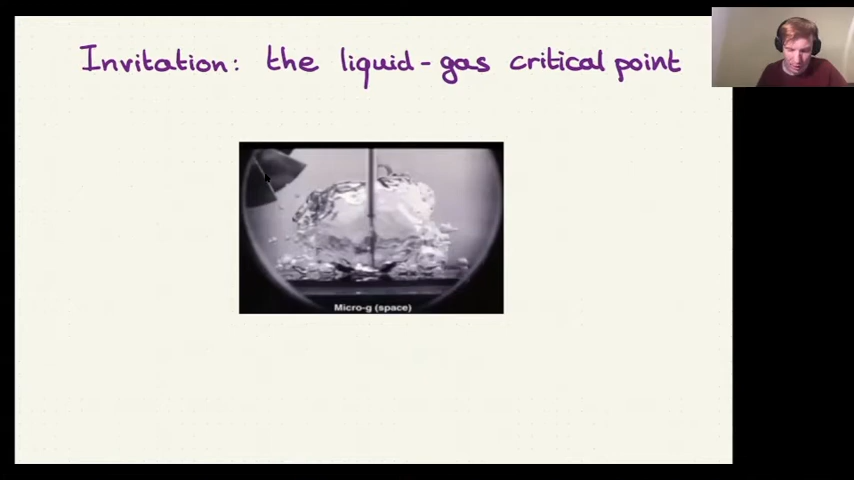 Invitation: the liquid-gas critical point
Micro-g (space)